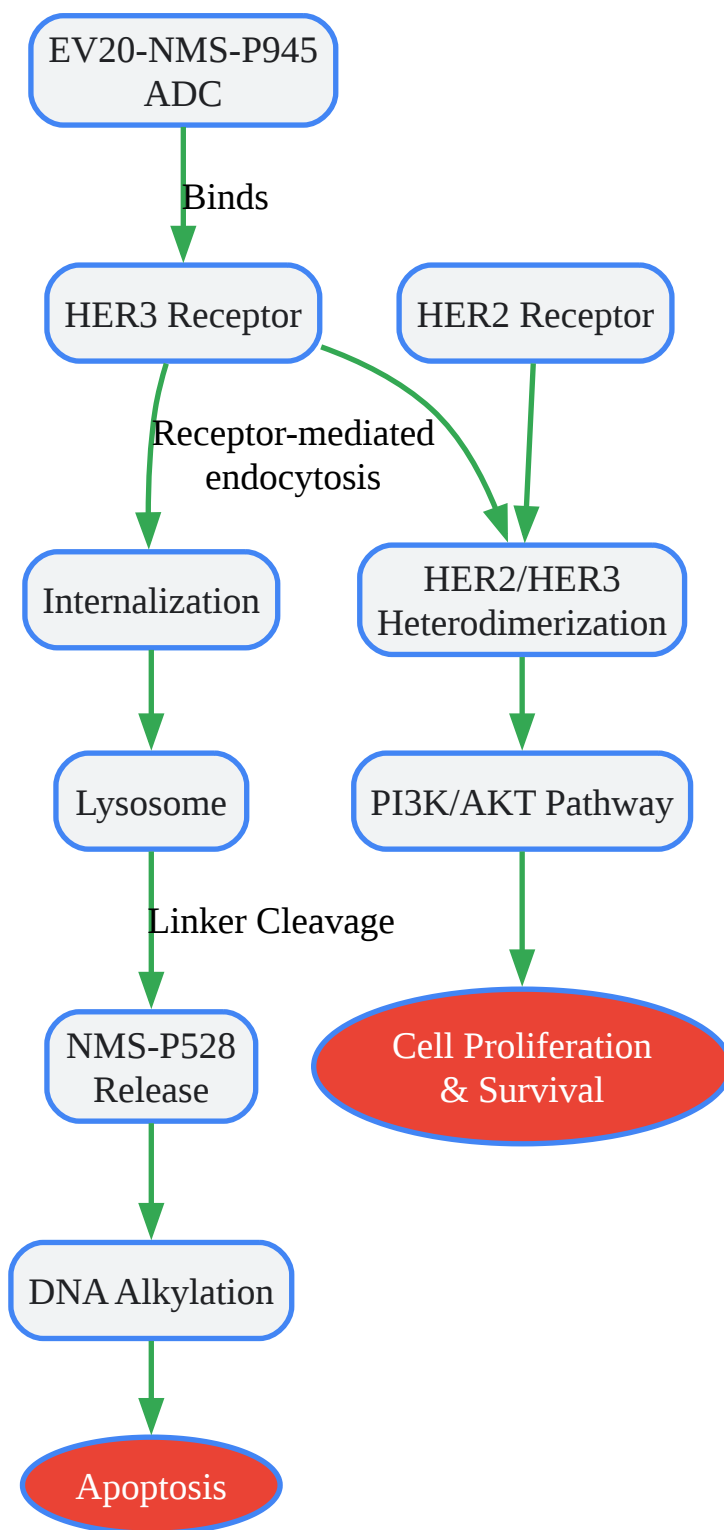 EV20-NMS-P945
ADC
Binds
HER3 Receptor
HER2 Receptor
Receptor-mediated
endocytosis
Internalization
HER2/HER3
Heterodimerization
Lysosome
PI3K/AKT Pathway
Linker Cleavage
NMS-P528
Release
Cell Proliferation
& Survival
DNA Alkylation
Apoptosis